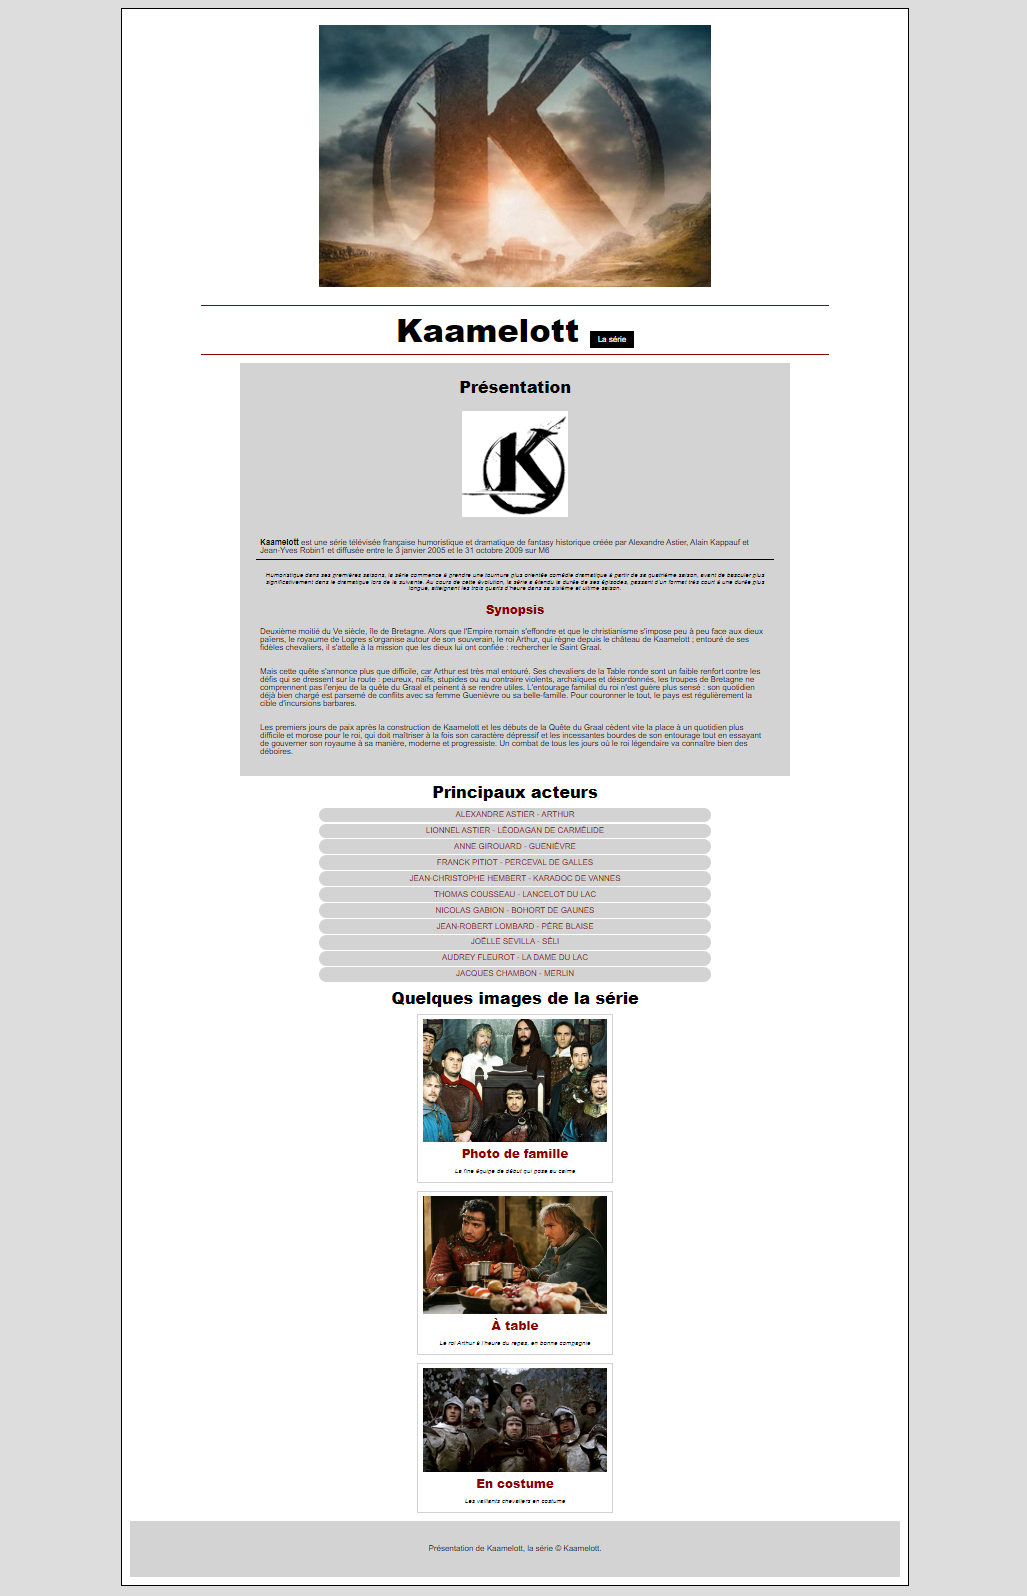 K
Kaamelott La série
Présentation
K
Kaamelott est une série télévisée française humoristique et dramatique de fantasy historique créée par Alexandre Astier, Alain Kappauf et
Jean-Yves Robin1 et diffusée entre le 3 janvier 2005 et le 31 octobre 2009 sur M6
Humoristique dans ses premières saisons, la série commence à prendre une tournure plus orientée comédie dramatique à partir de sa quatrième saison, avant de basculer plus
significativement dans le dramatique lors de la suivante. Au cours de cette évolution, la série a étendu la durée de ses épisodes, passant d'un format très court à une durée plus
longue, atteignant les trois quarts d'heure dans sa sixième et ultime saison.
Synopsis
Deuxième moitié du Ve siècle, île de Bretagne. Alors que l'Empire romain s'effondre et que le christianisme s'impose peu à peu face aux dieux
païens, le royaume de Logres s'organise autour de son souverain, le roi Arthur, qui règne depuis le château de Kaamelott ; entouré de ses
fidèles chevaliers, il s'attelle à la mission que les dieux lui ont confiée : rechercher le Saint Graal.
Mais cette quête s'annonce plus que difficile, car Arthur est très mal entouré. Ses chevaliers de la Table ronde sont un faible renfort contre les
défis qui se dressent sur la route : peureux, naïfs, stupides ou au contraire violents, archaïques et désordonnés, les troupes de Bretagne ne
comprennent pas l'enjeu de la quête du Graal et peinent à se rendre utiles. L'entourage familial du roi n'est guère plus sensé : son quotidien
déjà bien chargé est parsemé de conflits avec sa femme Guenièvre ou sa belle-famille. Pour couronner le tout, le pays est régulièrement la
cible d'incursions barbares.
Les premiers jours de paix après la construction de Kaamelott et les débuts de la Quête du Graal cèdent vite la place à un quotidien plus
difficile et morose pour le roi, qui doit maîtriser à la fois son caractère dépressif et les incessantes bourdes de son entourage tout en essayant
de gouverner son royaume à sa manière, moderne et progressiste. Un combat de tous les jours où le roi légendaire va connaître bien des
déboires.
Principaux acteurs
ALEXANDRE ASTIER - ARTHUR
LIONNEL ASTIER - LÉODAGAN DE CARMÉLIDE
ANNE GIROUARD - GUENIÈVRE
FRANCK PITIOT - PERCEVAL DE GALLES
JEAN-CHRISTOPHE HEMBERT - KARADOC DE VANNES
THOMAS COUSSEAU - LANCELOT DU LAC
NICOLAS GABION - BOHORT DE GAUNES
JEAN-ROBERT LOMBARD - PÈRE BLAISE
JOËLLE SEVILLA - SÉLI
AUDREY FLEUROT - LA DAME DU LAC
JACQUES CHAMBON - MERLIN
Quelques images de la série
Photo de famille
La fine équipe de début qui pose au calme
À table
Le roi Arthur à l'heure du repas, en bonne compagnie
En costume
Les vaillants chevaliers en costume
Présentation de Kaamelott, la série © Kaamelott.